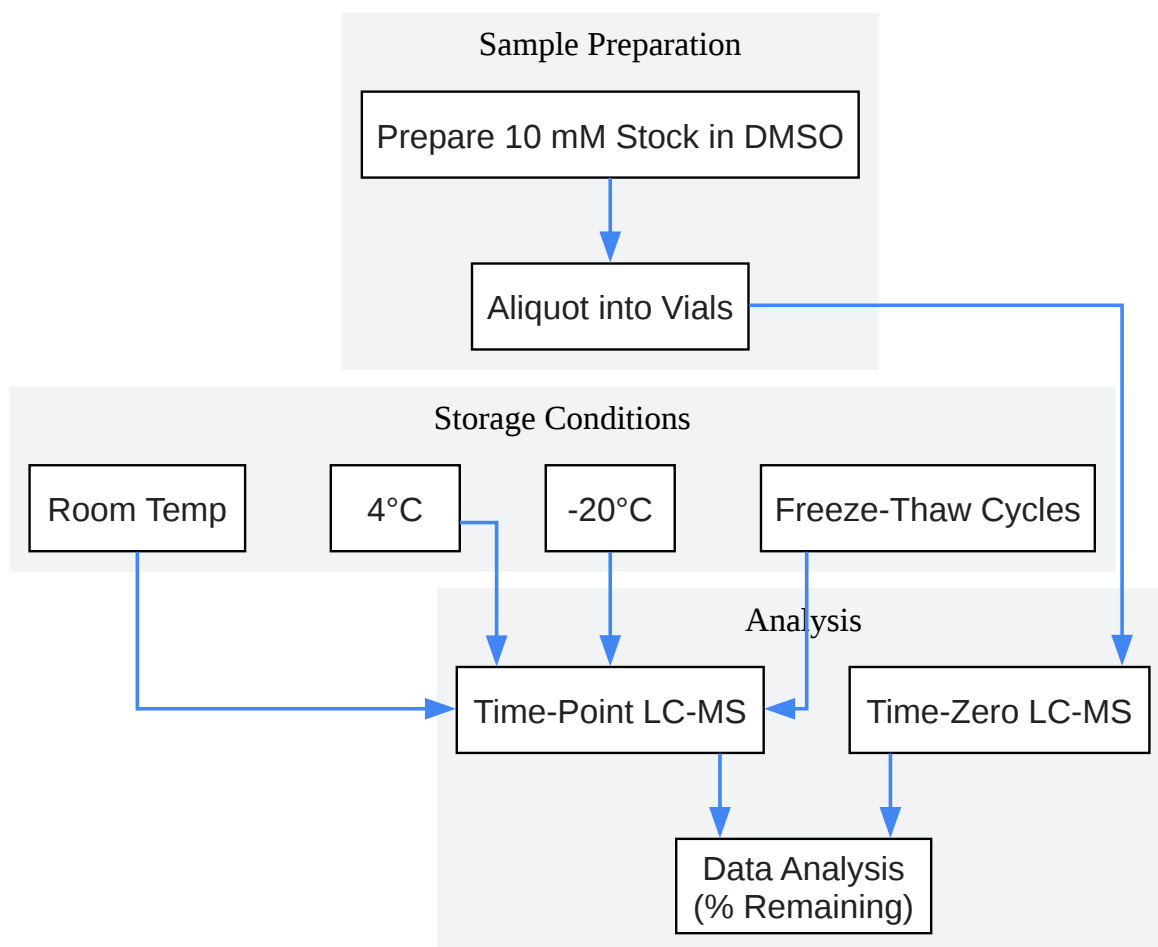 Sample Preparation
Prepare 10 mM Stock in DMSO
Aliquot into Vials
Storage Conditions
Room Temp
4°C
-20°C
Freeze-Thaw Cycles
Analysis
Time-Point LC-MS
Time-Zero LC-MS
Data Analysis
(% Remaining)